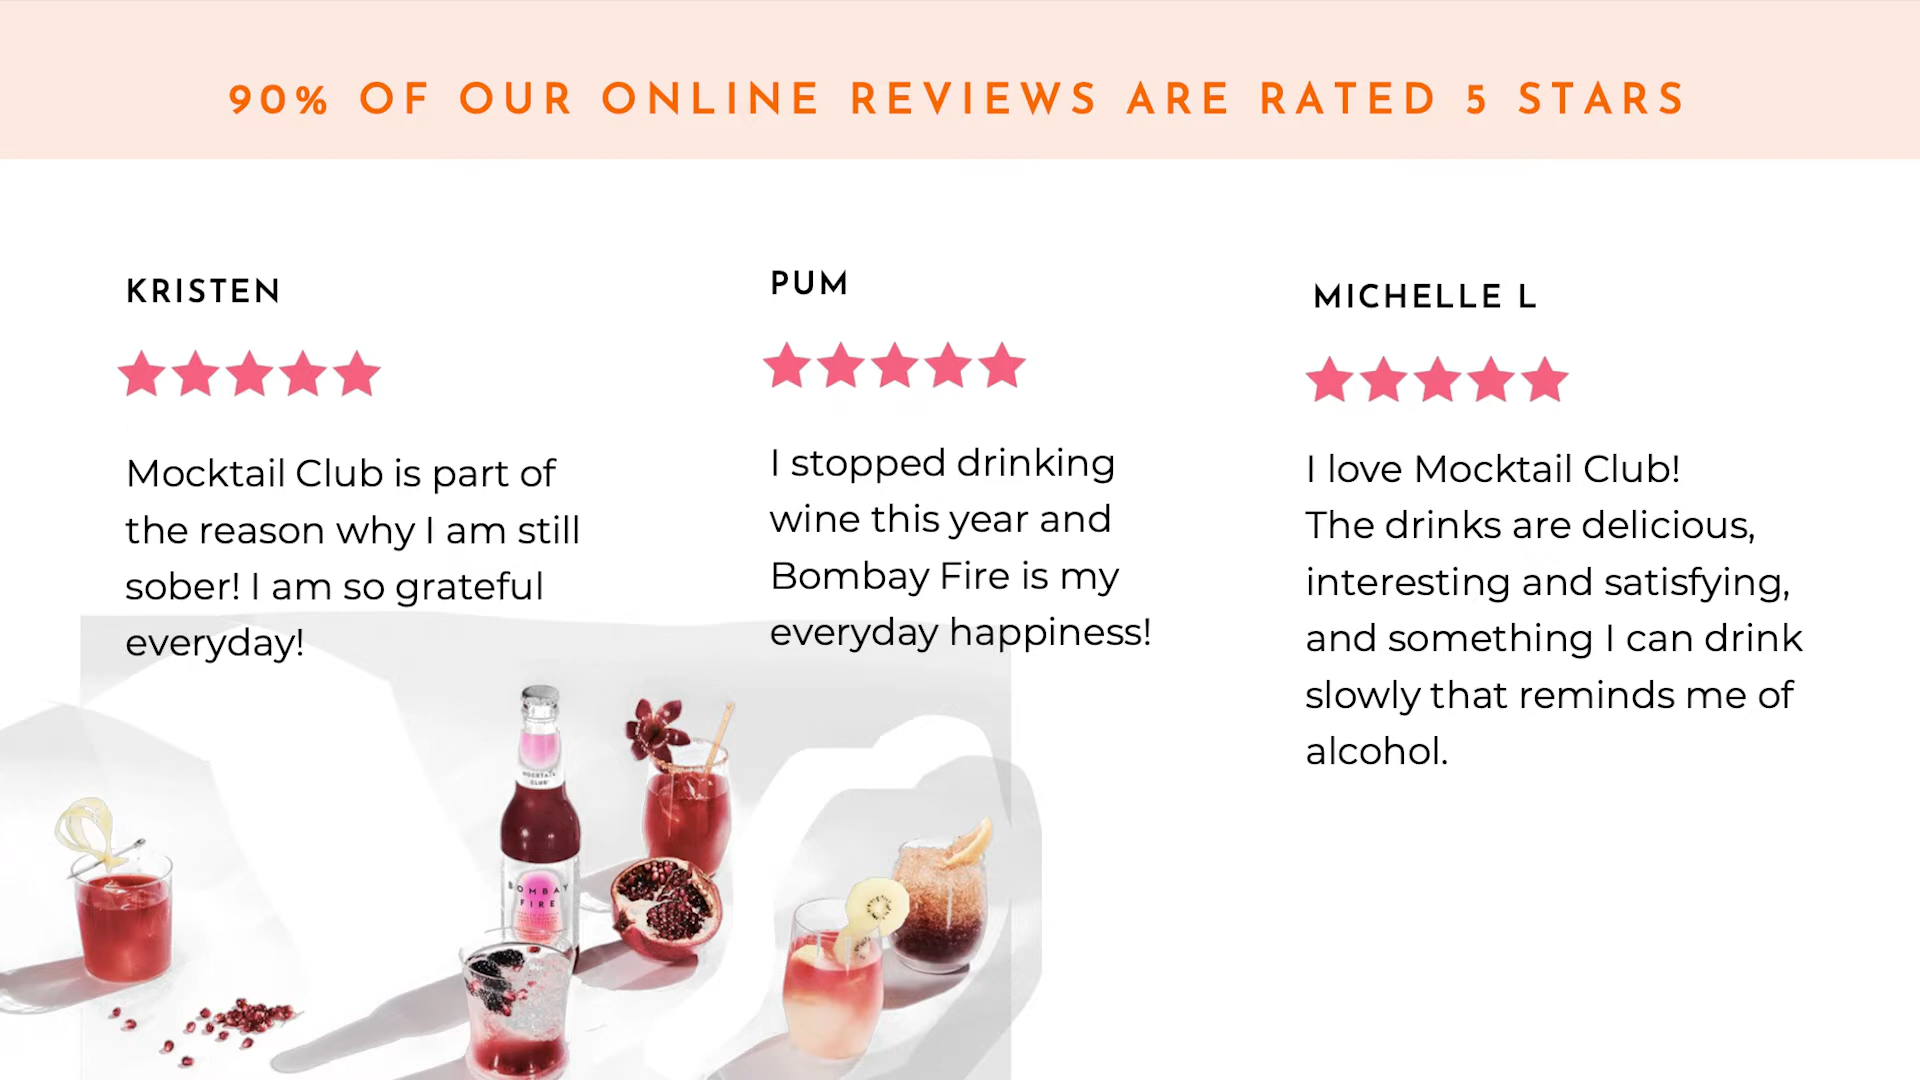 90% OF OUR ONLINE REVIEWS ARE RATED 5 STARS
KRISTEN
Mocktail Club is part of
the reason why I am still
sober! I am so grateful
everyday!
PUM
I stopped drinking
wine this year and
Bombay Fire is my
everyday happiness!
MICHELLE L
I love Mocktail Club!
The drinks are delicious,
interesting and satisfying,
and something I can drink
slowly that reminds me of
alcohol.
MOCKTAIL
CLUB
BOMBAY
FIRE